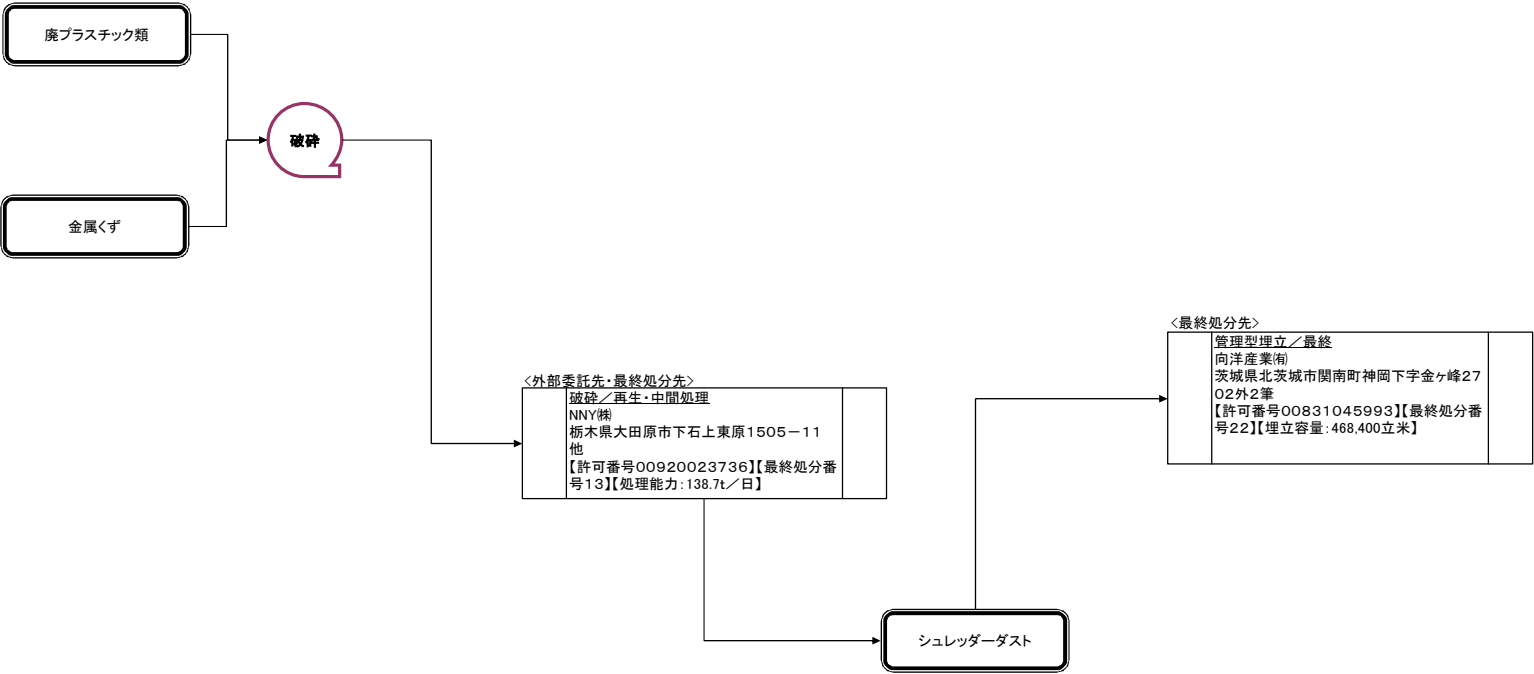 廃プラスチック類
破砕
金属くず
<外部委託先・最終処分先>
破砕／再生・中間処理
NNY㈱
栃木県大田原市下石上東原1505－11
他
【許可番号00920023736】【最終処分番
号13】【処理能力：138.7t／日】
<最終処分先>
管理型埋立／最終
向洋産業㈲
茨城県北茨城市関南町神岡下字金ヶ峰27
02外2筆
【許可番号00831045993】【最終処分番
号22】【埋立容量：468,400立米】
シュレッダーダスト